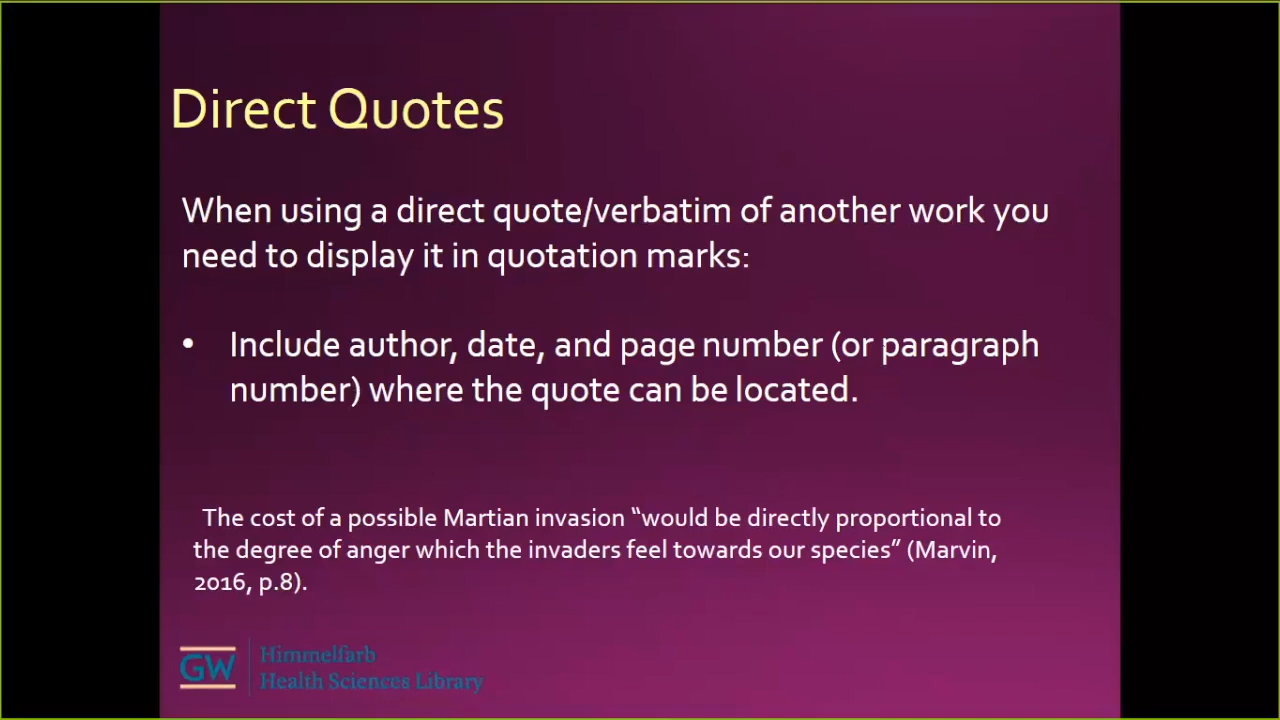 Direct Quotes
When using a direct quote/verbatim of another work you
need to display it in quotation marks:
• Include author, date, and page number (or paragraph
number) where the quote can be located.
The cost of a possible Martian invasion “would be directly proportional to
the degree of anger which the invaders feel towards our species” (Marvin,
2016, p.8).
GW
Himmelfarb
Health Sciences Library